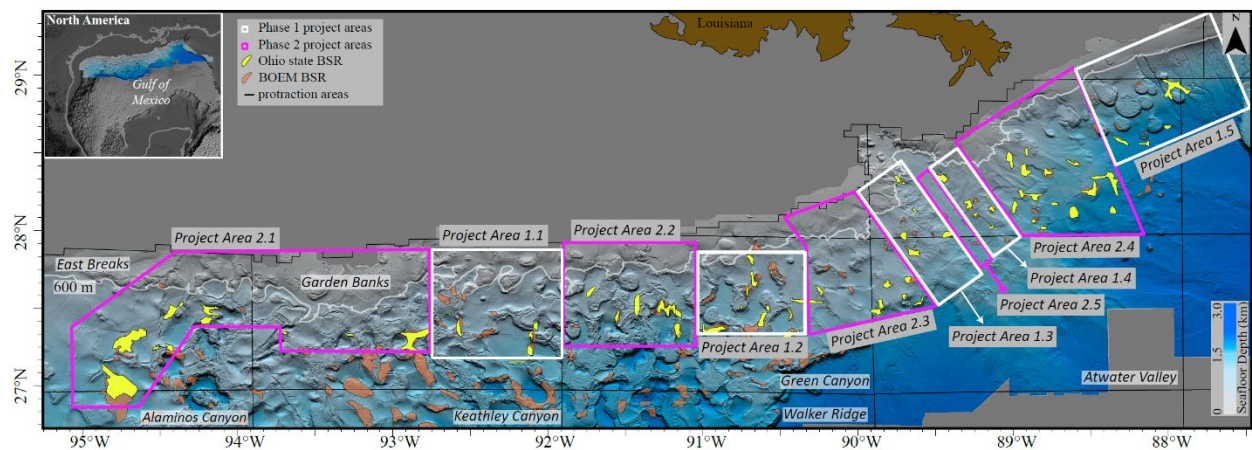 North America
Gulf of
Mexico
Phase 1 project areas
Phase 2 project areas
Ohio state BSR
BOEM BSR
protraction areas
Louisiana
N
29°N
28°N
27°N
Project Area 1.5
Project Area 2.1
Project Area 1.1
Project Area 2.2
East Breaks
600 m
Garden Banks
Project Area 2.4
Project Area 1.4
Project Area 2.5
Project Area 1.3
Project Area 2.3
Project Area 1.2
Green Canyon
Atwater Valley
Alaminos Canyon
Keathley Canyon
Walker Ridge
0 1.5 3.0
Seafloor Depth (km)
95°W 94°W 93°W 92°W 91°W 90°W 89°W 88°W